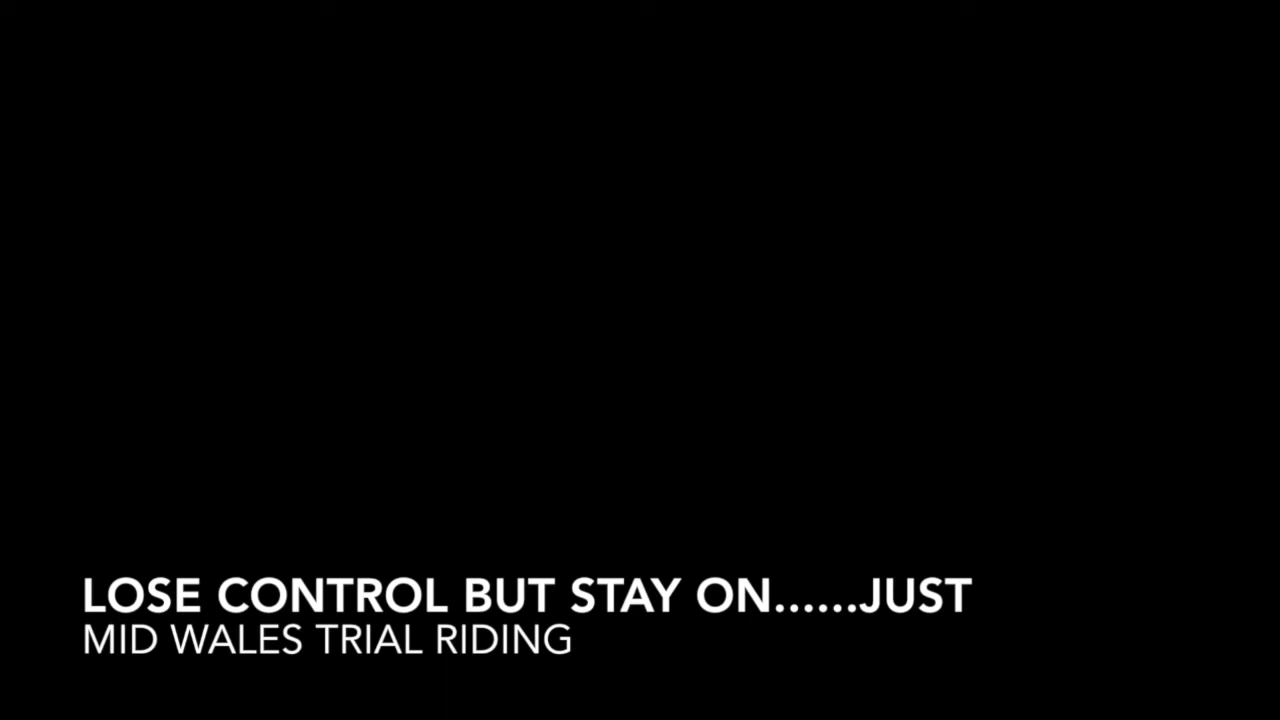 LOSE CONTROL BUT STAY ON......JUST
MID WALES TRIAL RIDING